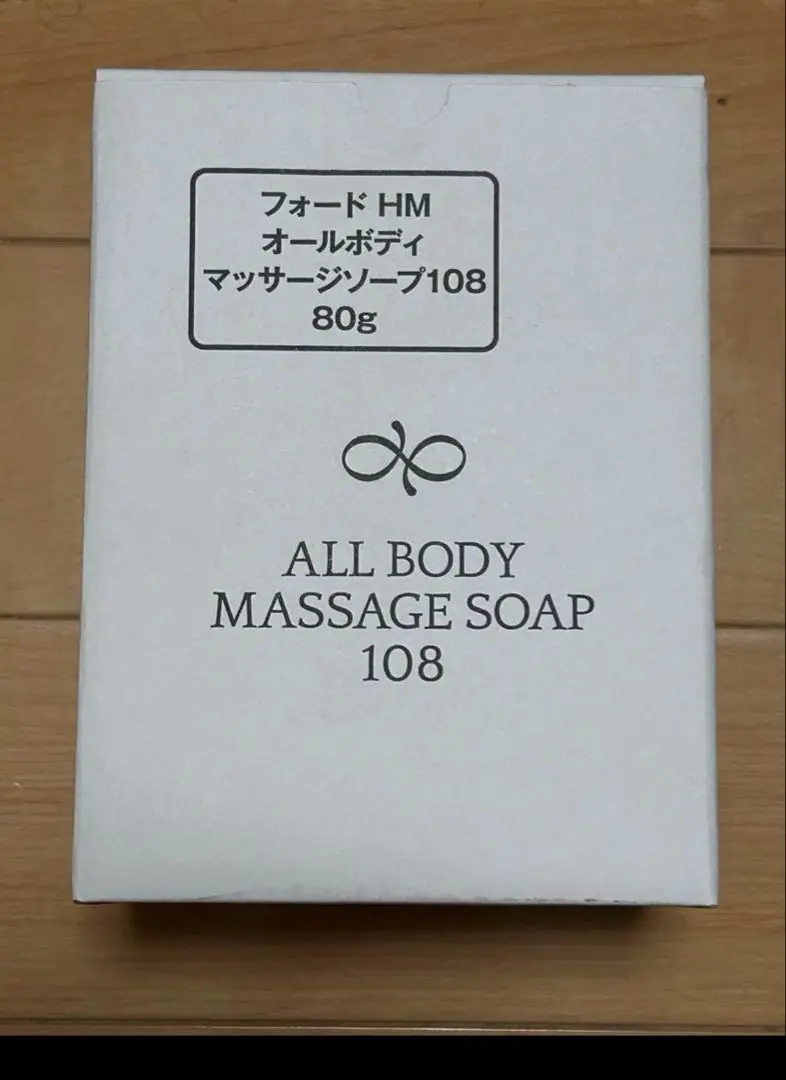 フォード HM
オールボディ
マッサージソープ108
80g
ALL BODY
MASSAGE SOAP
108